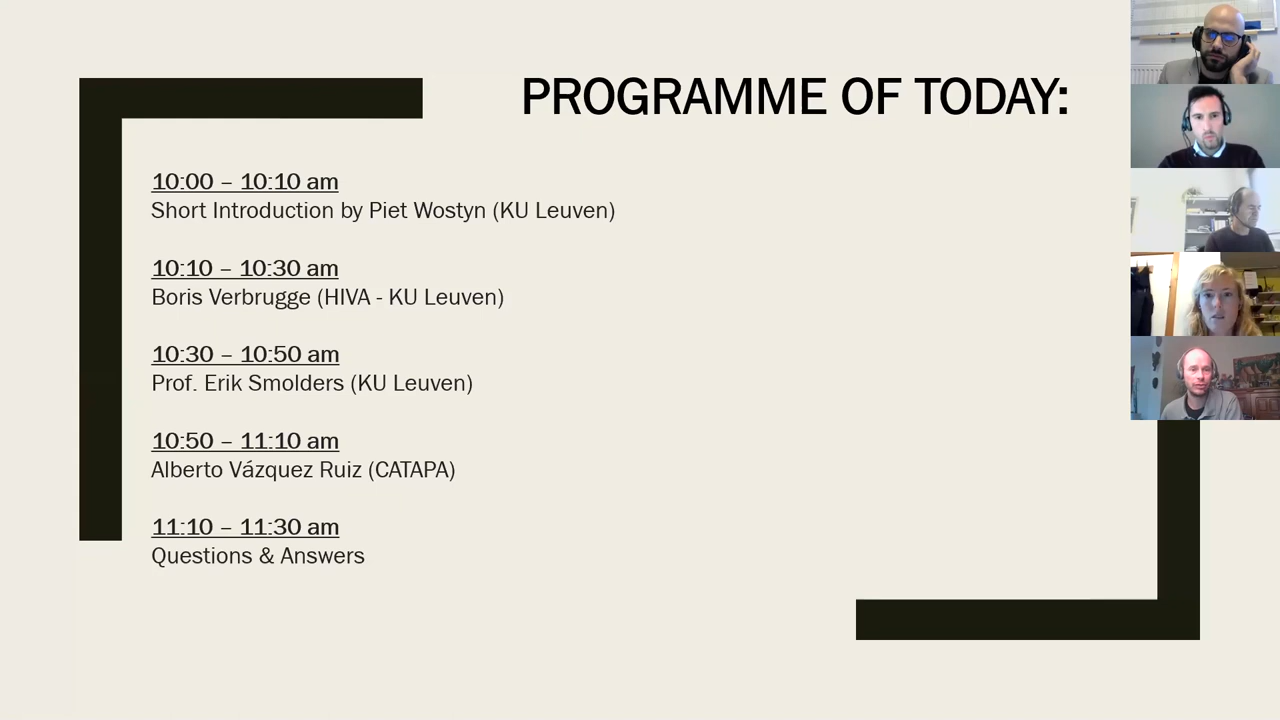 PROGRAMME OF TODAY:
10:00 – 10:10 am
Short Introduction by Piet Wostyn (KU Leuven)
10:10 – 10:30 am
Boris Verbrugge (HIVA - KU Leuven)
10:30 – 10:50 am
Prof. Erik Smolders (KU Leuven)
10:50 – 11:10 am
Alberto Vázquez Ruiz (CATAPA)
11:10 – 11:30 am
Questions & Answers